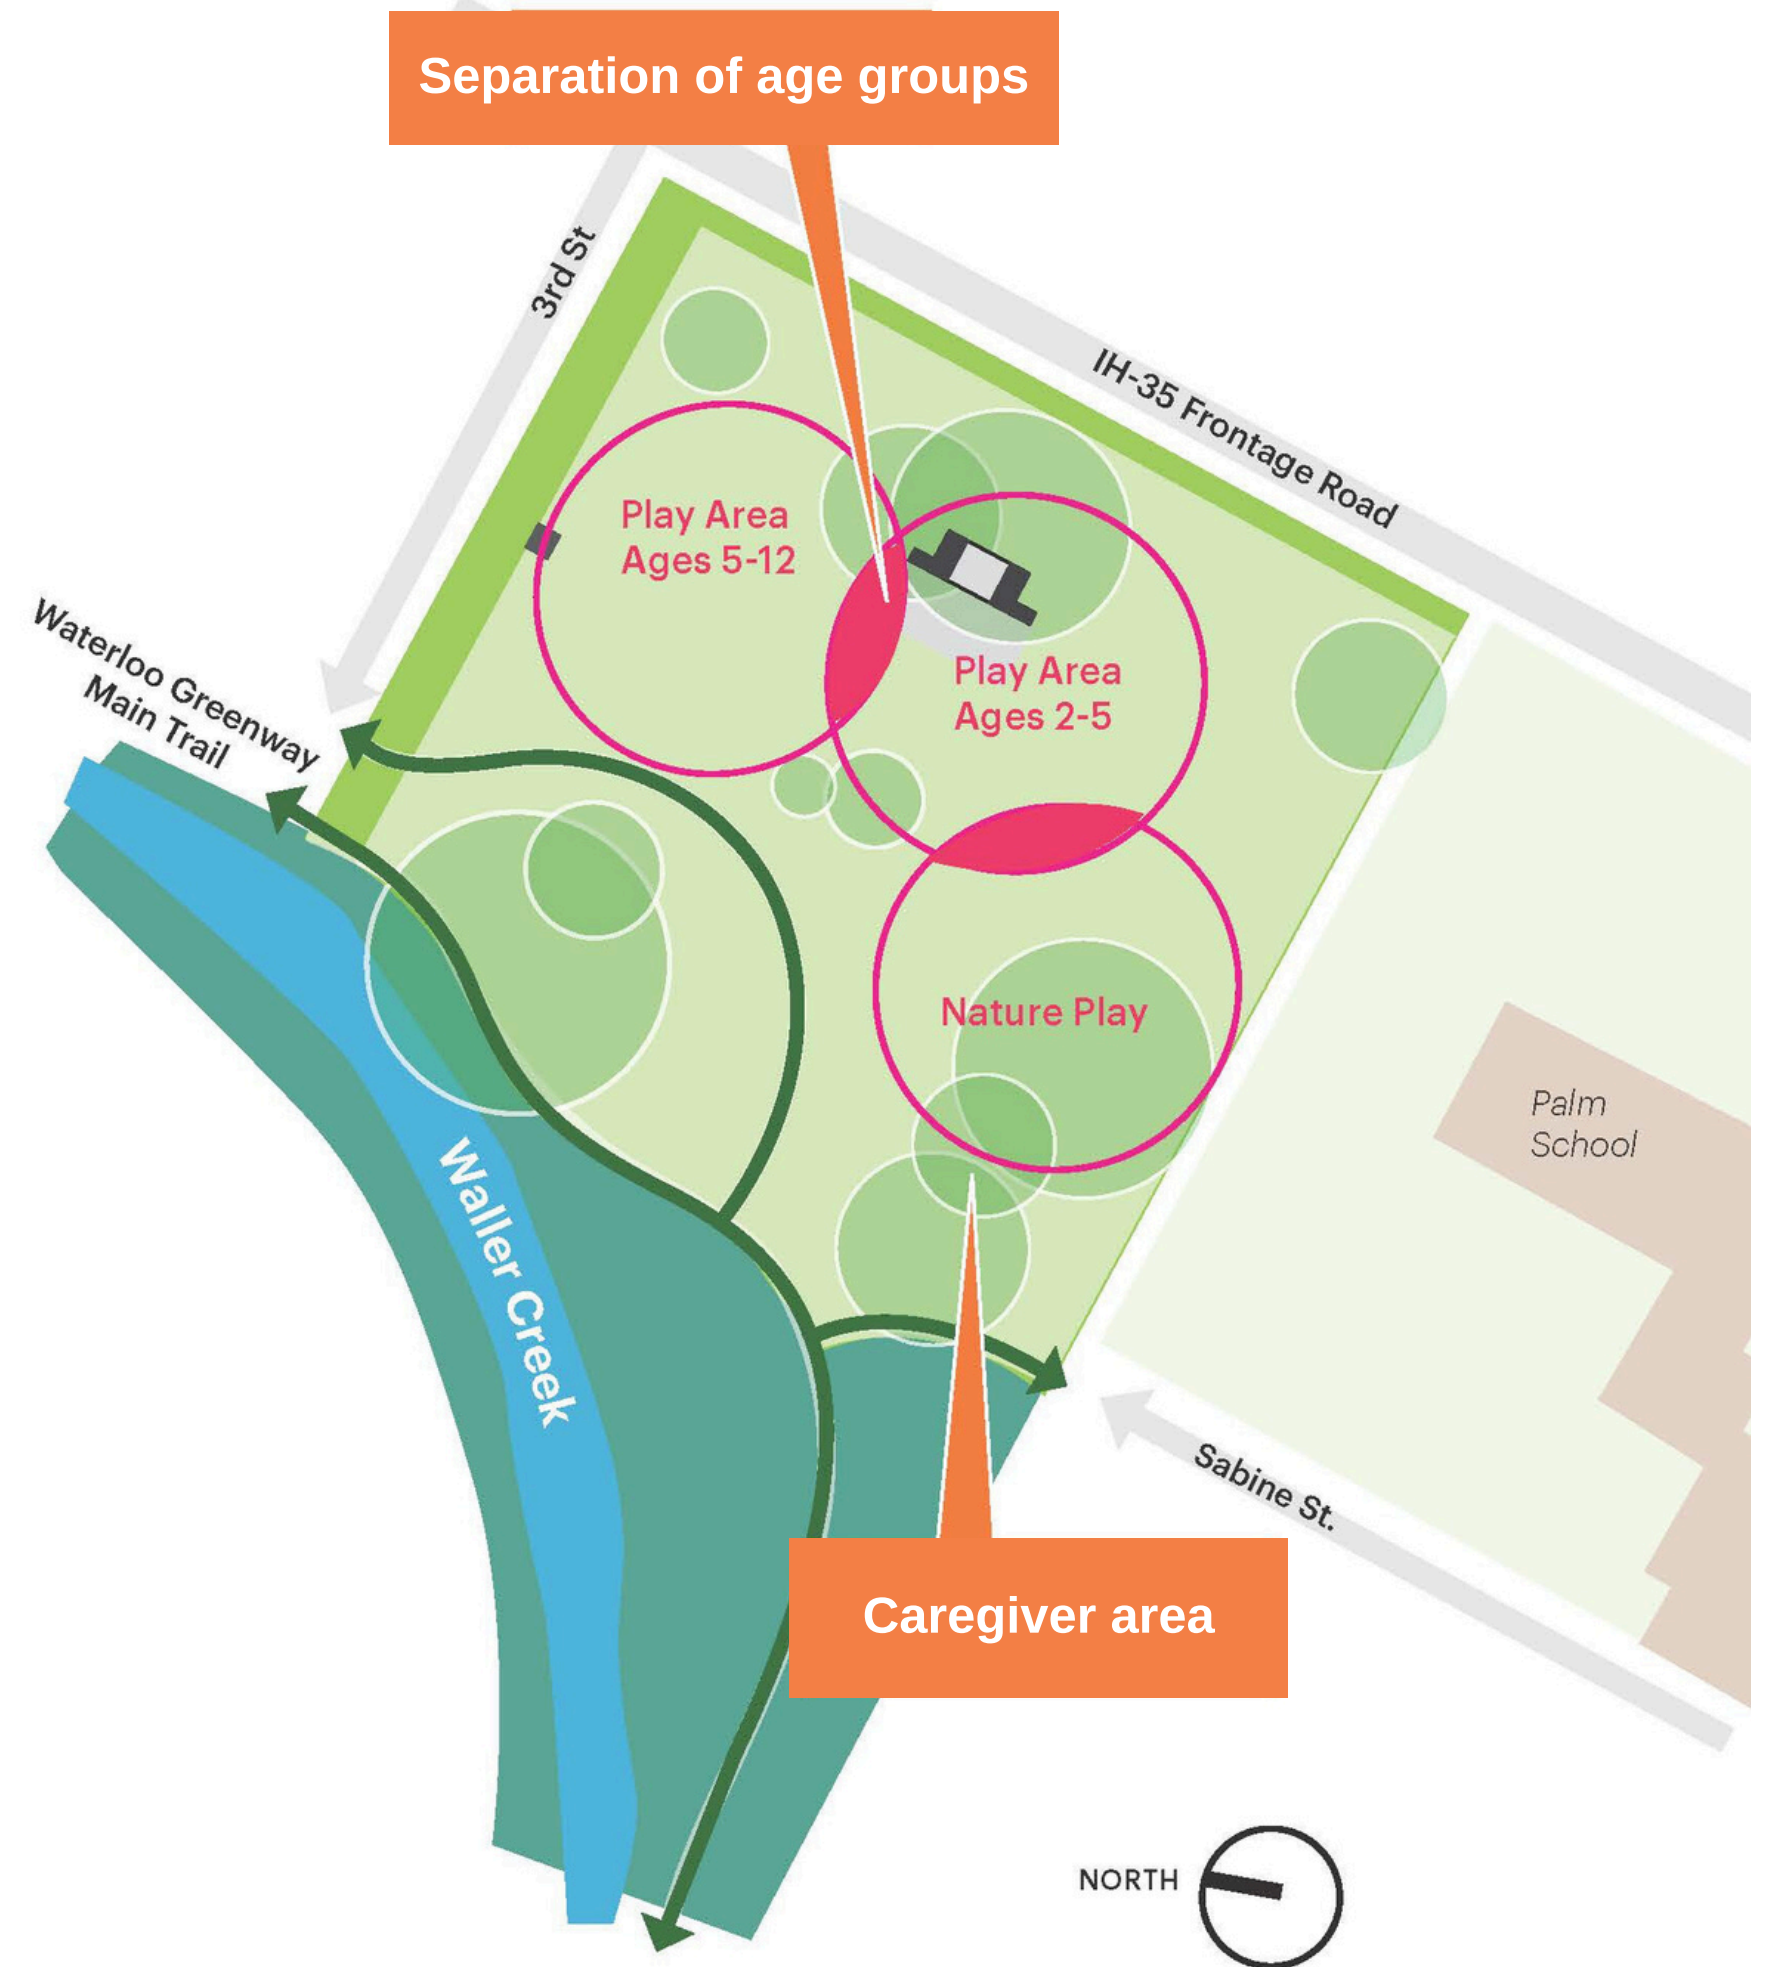 Separation of age groups
3rd St
IH-35 Frontage Road
Play Area
Ages 5-12
Waterloo Greenway
Main Trail
Play Area
Ages 2-5
Nature Play
Palm
School
Waller Creek
Sabine St.
Caregiver area
NORTH